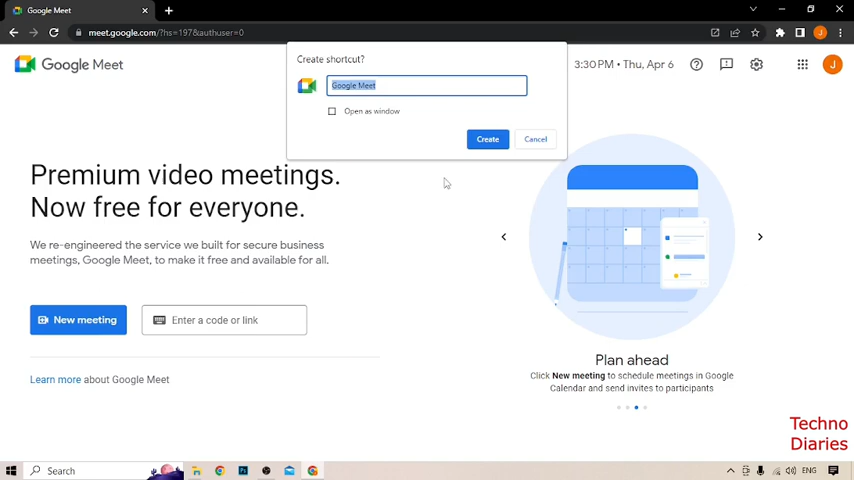 Google Meet
meet.google.com/?hs=197&authuser=0
Create shortcut?
Google Meet
Open as window
Create
Cancel
Google Meet
3:30 PM • Thu, Apr 6
J
J
Premium video meetings.
Now free for everyone.
We re-engineered the service we built for secure business
meetings, Google Meet, to make it free and available for all.
New meeting
Enter a code or link
Learn more about Google Meet
Plan ahead
Click New meeting to schedule meetings in Google
Calendar and send invites to participants
Techno
Diaries
Search
Ps
ENG